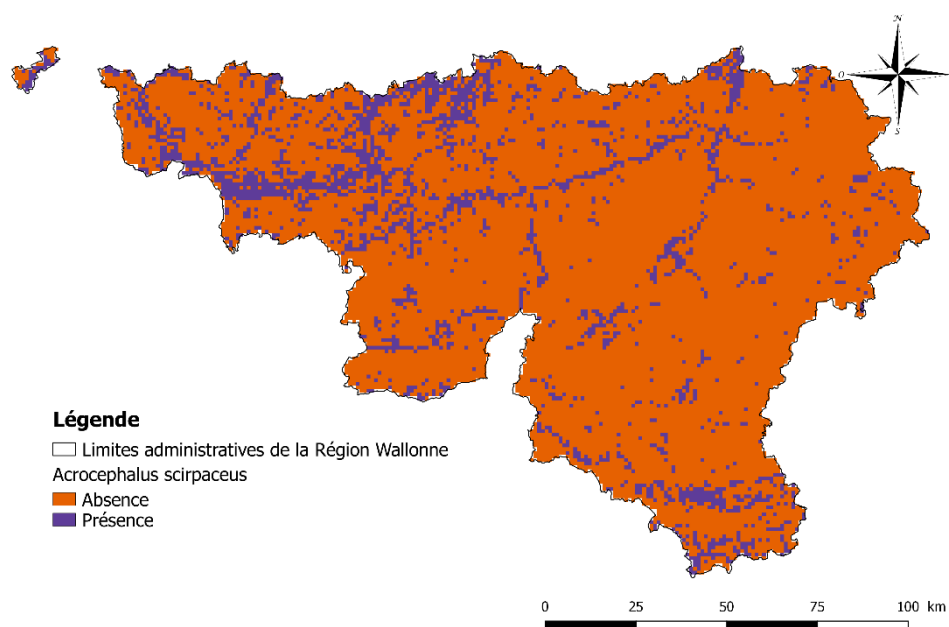 N
O
S
Légende
Limites administratives de la Région Wallonne
Acrocephalus scirpaceus
Absence
Présence
0 25 50 75 100 km